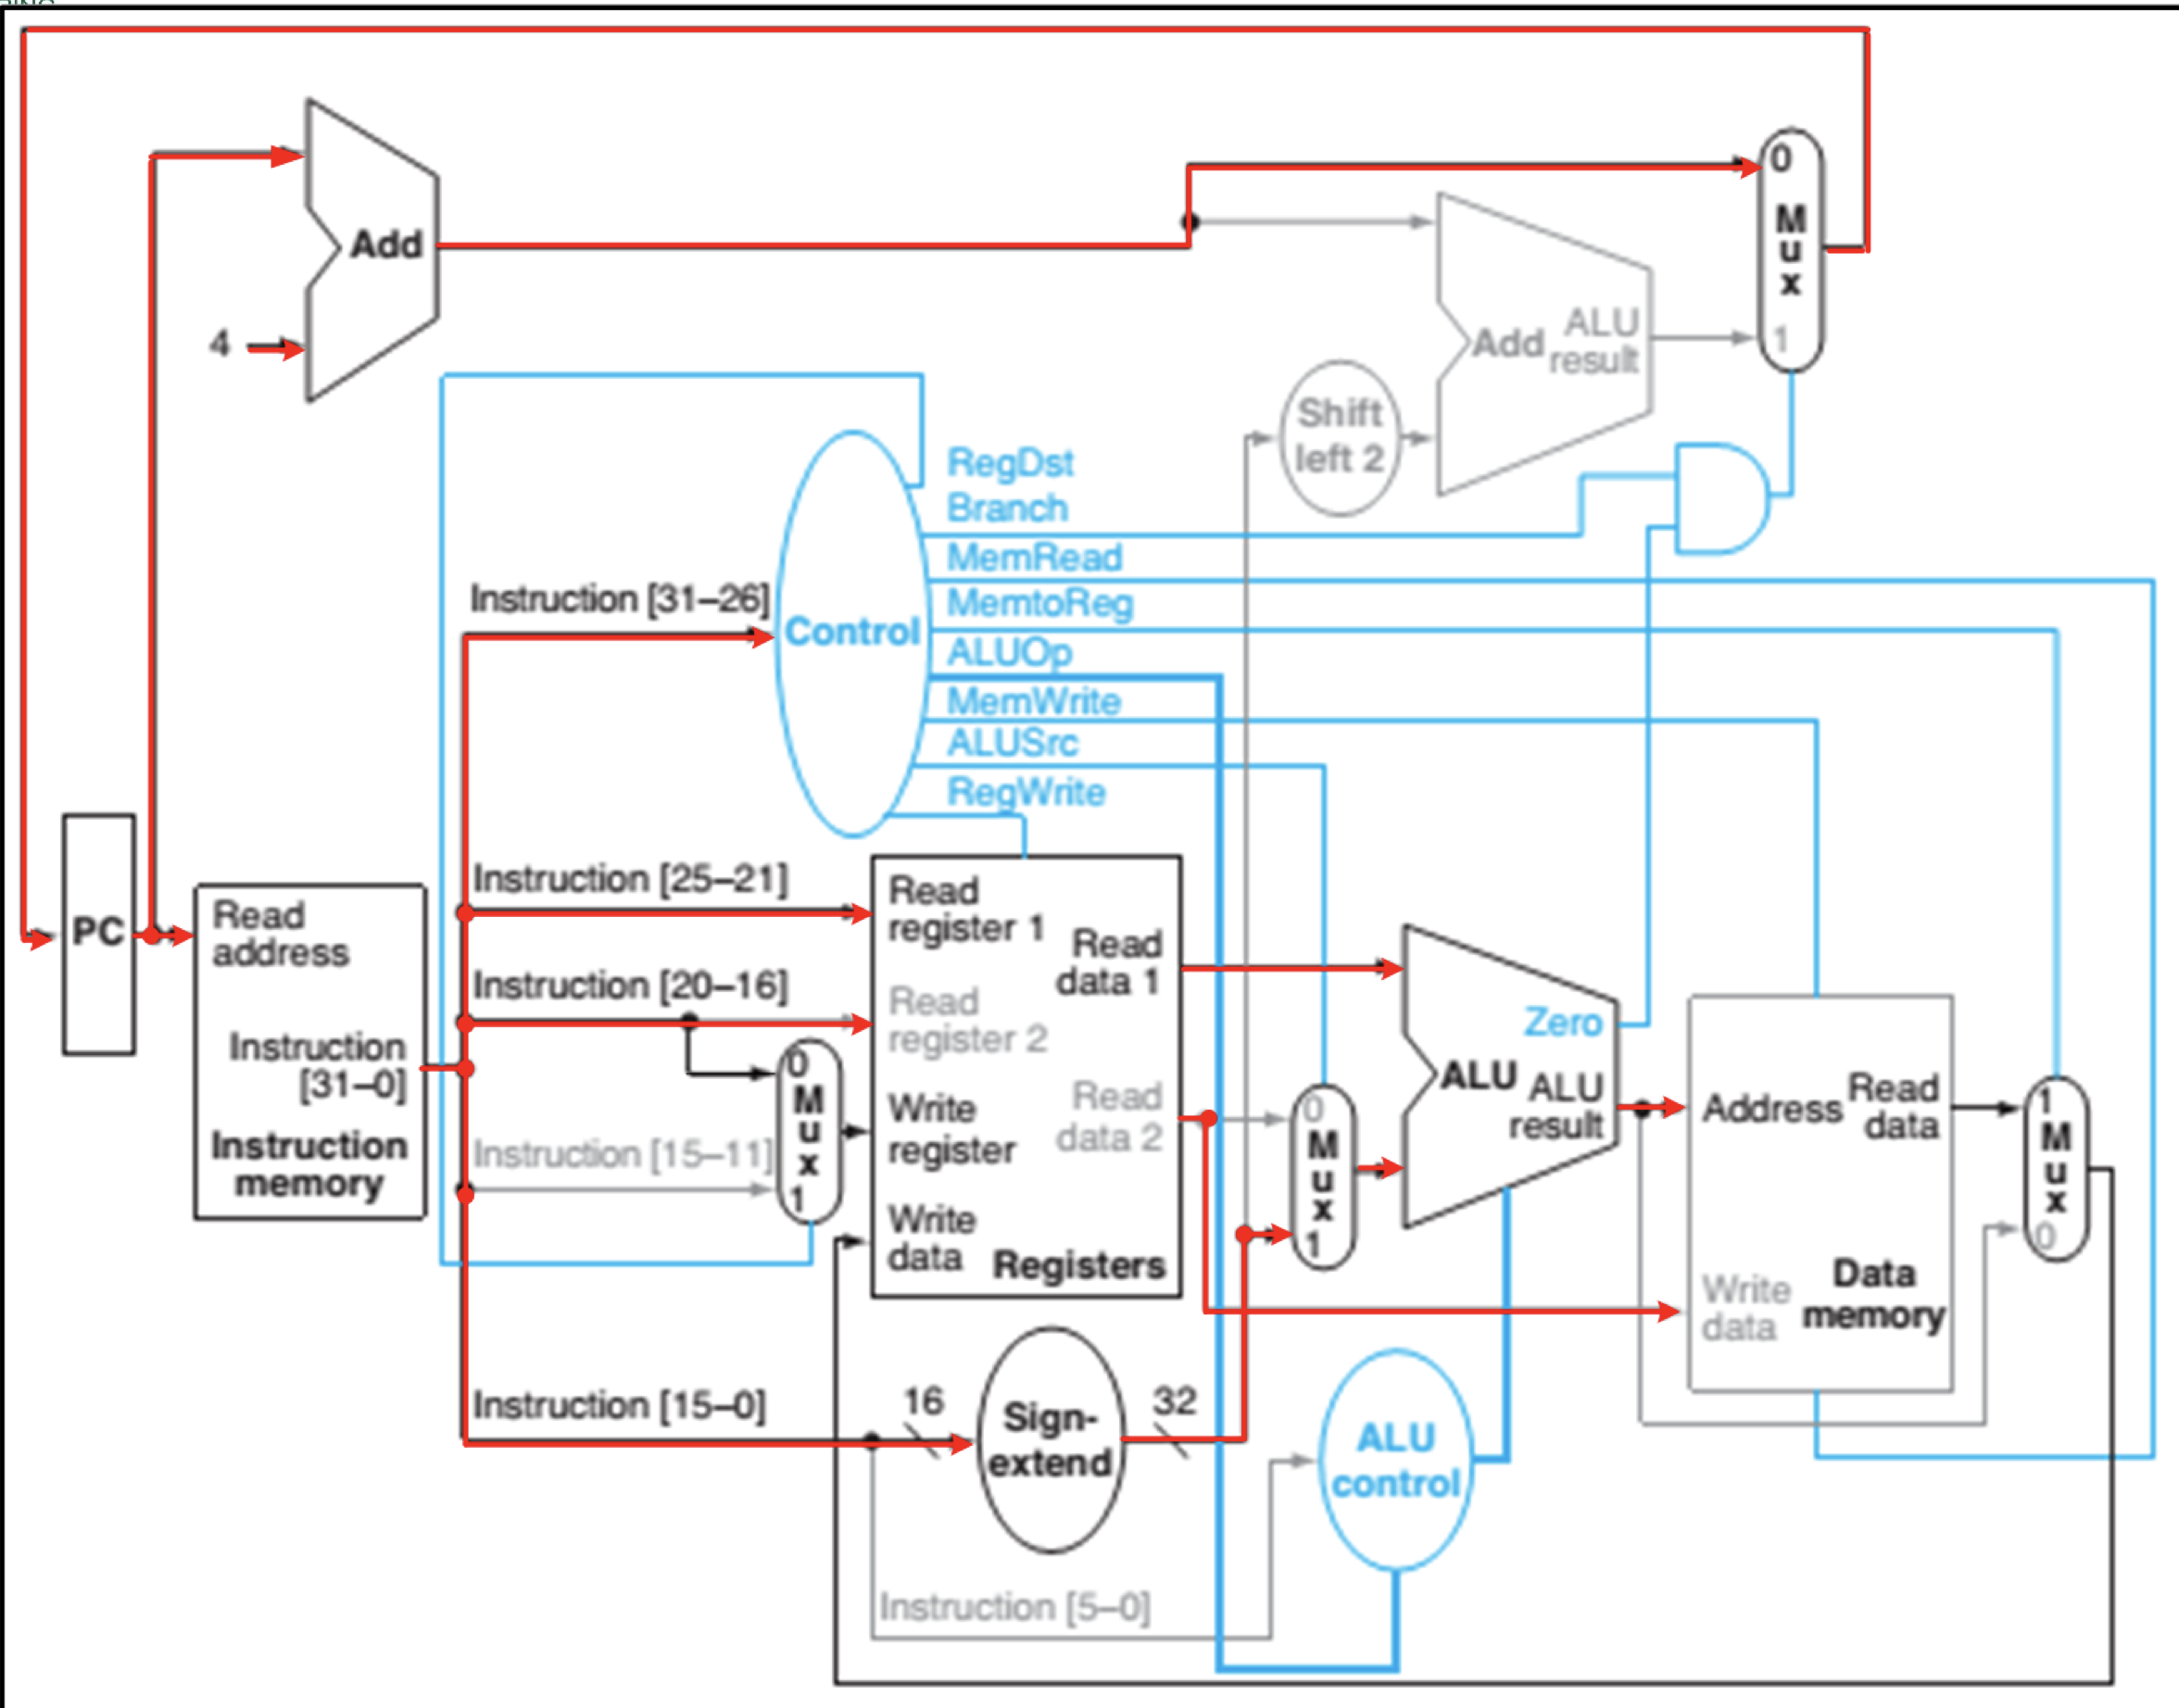 0
M
u
x
1
Add
4
Add
ALU
result
Shift
left 2
RegDst
Branch
MemRead
MemtoReg
ALUOp
MemWrite
ALUSrc
RegWrite
Control
Instruction [31–26]
Instruction [25–21]
Instruction [20–16]
Instruction [15–11]
Instruction [15–0]
Instruction [5–0]
PC
Read
address
Instruction
[31–0]
Instruction
memory
0
M
u
x
1
Read
register 1
Read
register 2
Write
register
Write
data
Read
data 1
Read
data 2
Registers
16
Sign-
extend
32
0
M
u
x
1
Zero
ALU
ALU
result
ALU
control
Address
Read
data
Write
data
Data
memory
1
M
u
x
0